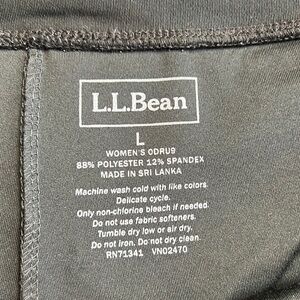 L.L.Bean
L
WOMEN'S 0DRU9
88% POLYESTER 12% SPANDEX
MADE IN SRI LANKA
Machine wash cold with like colors.
Delicate cycle.
Only non-chlorine bleach if needed.
Do not use fabric softeners.
Tumble dry low or air dry.
Do not iron. Do not dry clean.
RN71341 VN02470